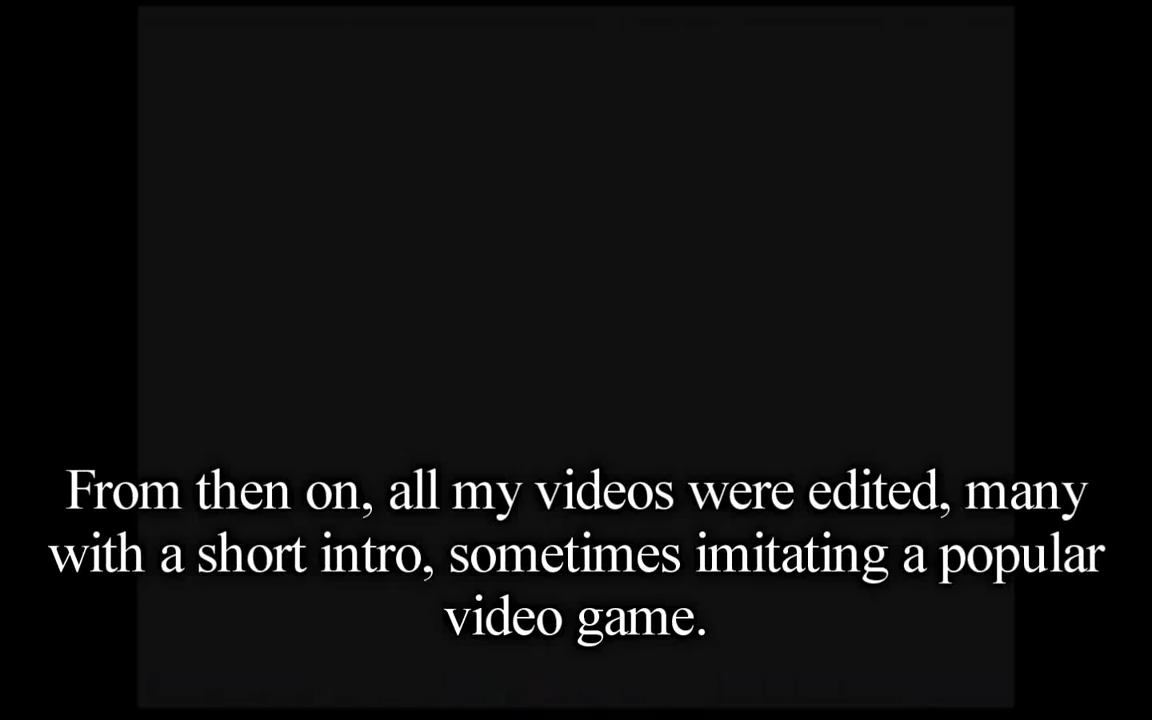 From then on, all my videos were edited, many
with a short intro, sometimes imitating a popular
video game.